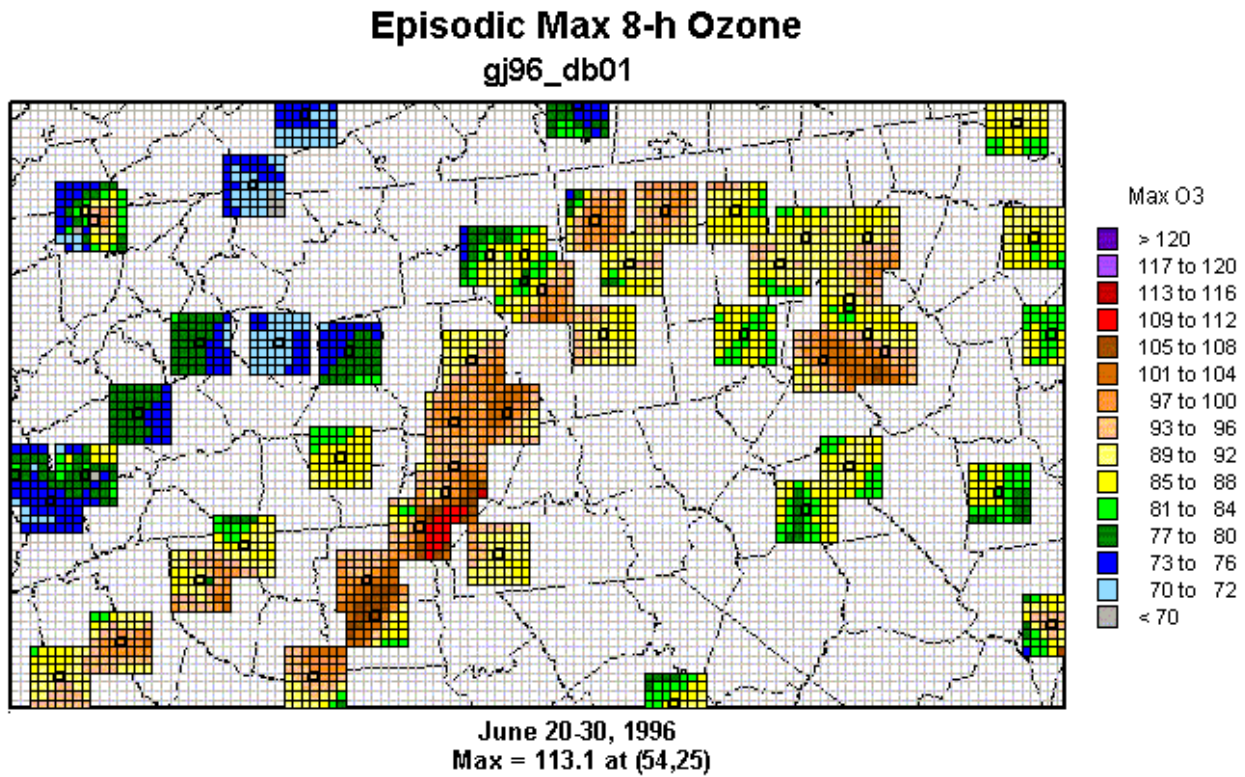 Episodic Max 8-h Ozone
gj96_db01
Max O3
> 120
117 to 120
113 to 116
109 to 112
105 to 108
101 to 104
97 to 100
93 to 96
89 to 92
85 to 88
81 to 84
77 to 80
73 to 76
70 to 72
< 70
June 20-30, 1996
Max = 113.1 at (54,25)